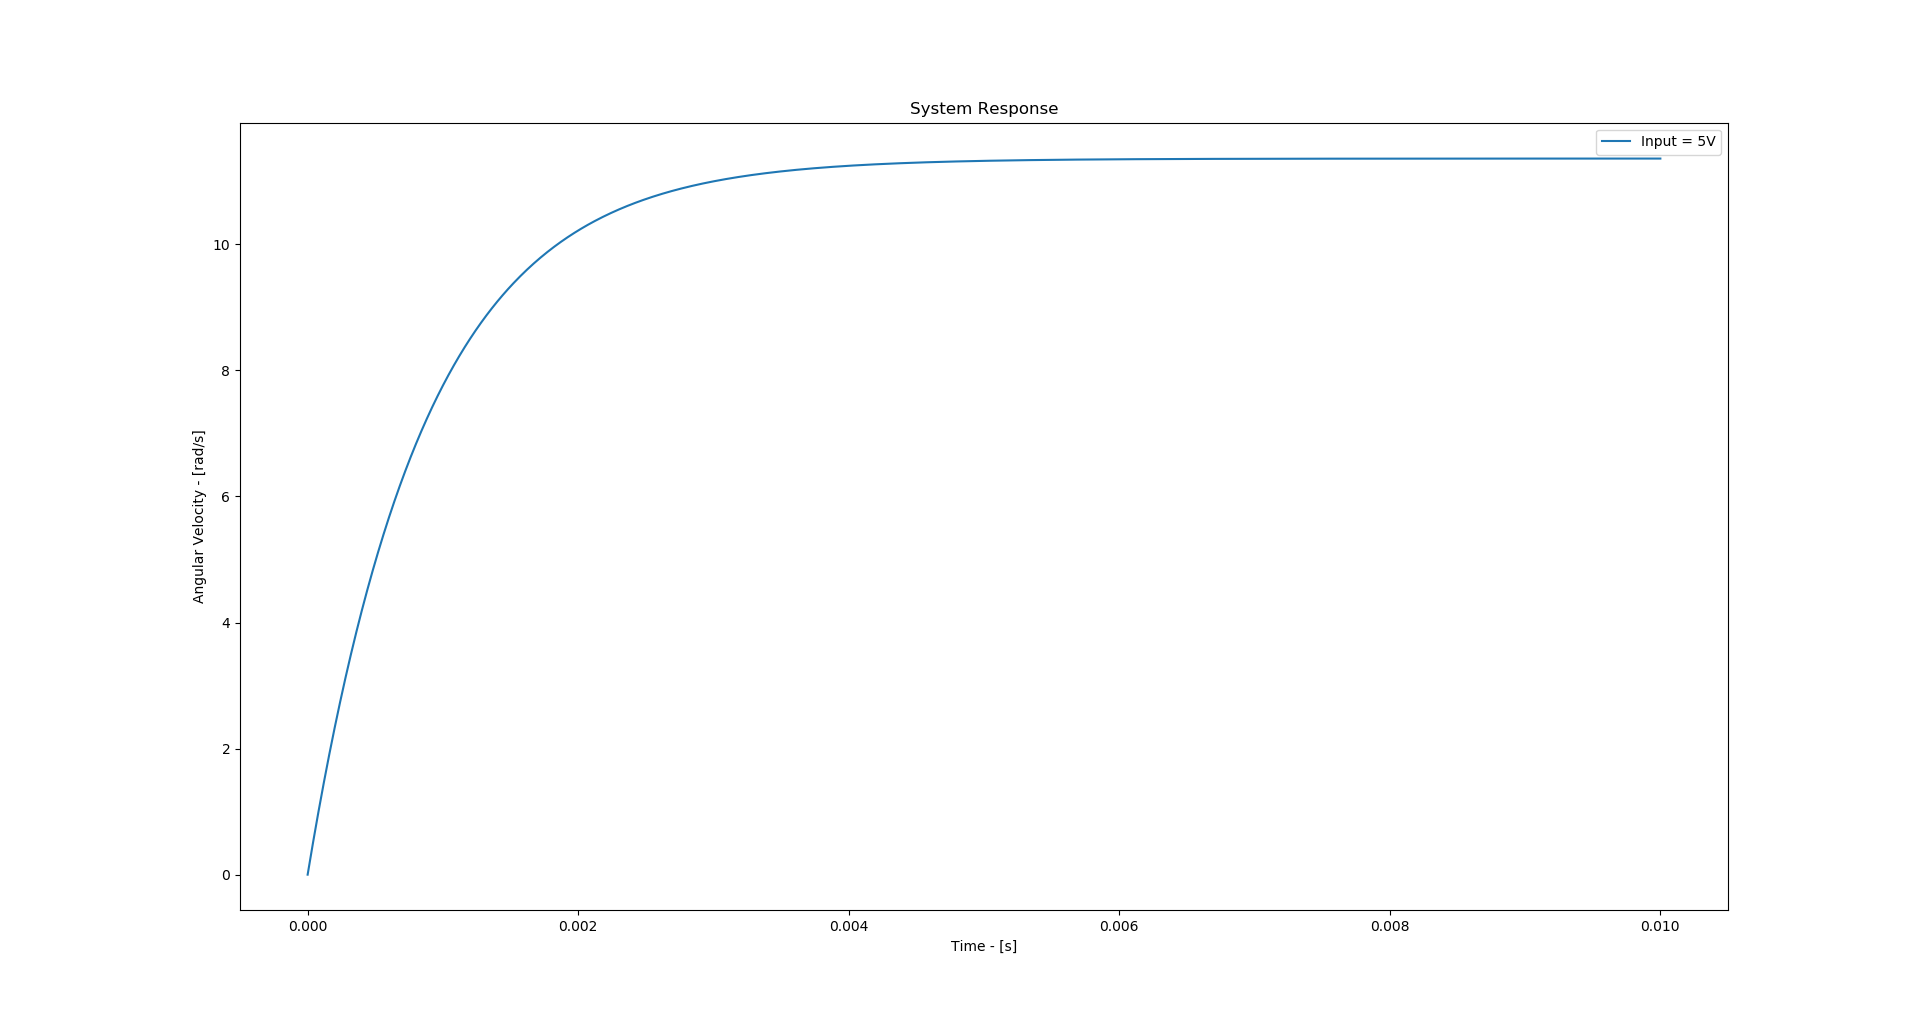 System Response
Input = 5V
10
8
6
4
2
0
Angular Velocity - [rad/s]
0.000 0.002 0.004 0.006 0.008 0.010
Time - [s]